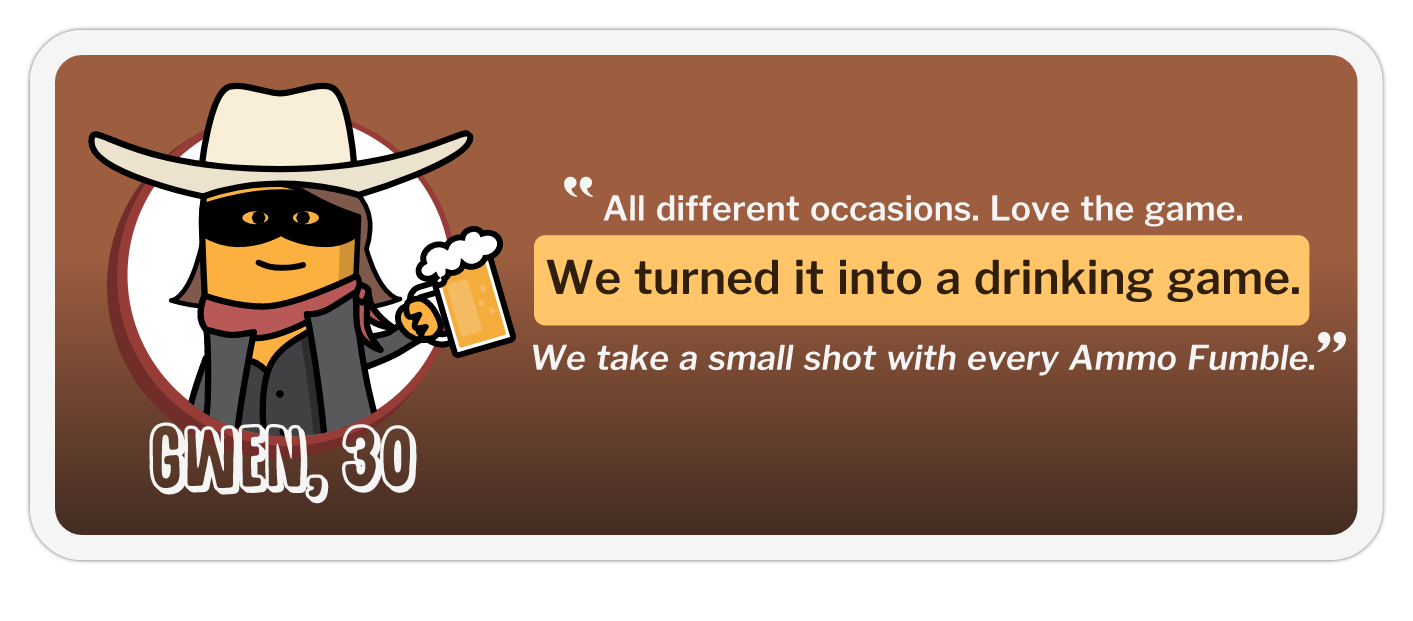 ” All different occasions. Love the game.
We turned it into a drinking game.
We take a small shot with every Ammo Fumble.”
GWEN, 30